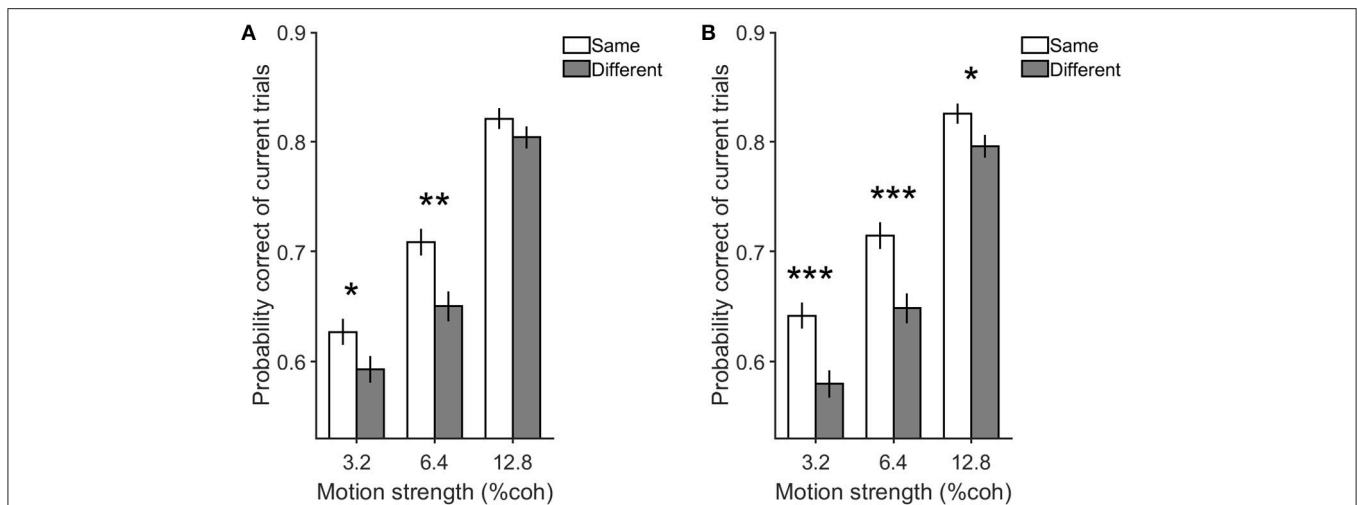 A
Probability correct of current trials
0.9
0.8
0.7
0.6
*
**
Same
Different
3.2 6.4 12.8
Motion strength (%coh)
B
Probability correct of current trials
0.9
0.8
0.7
0.6
***
***
*
Same
Different
3.2 6.4 12.8
Motion strength (%coh)